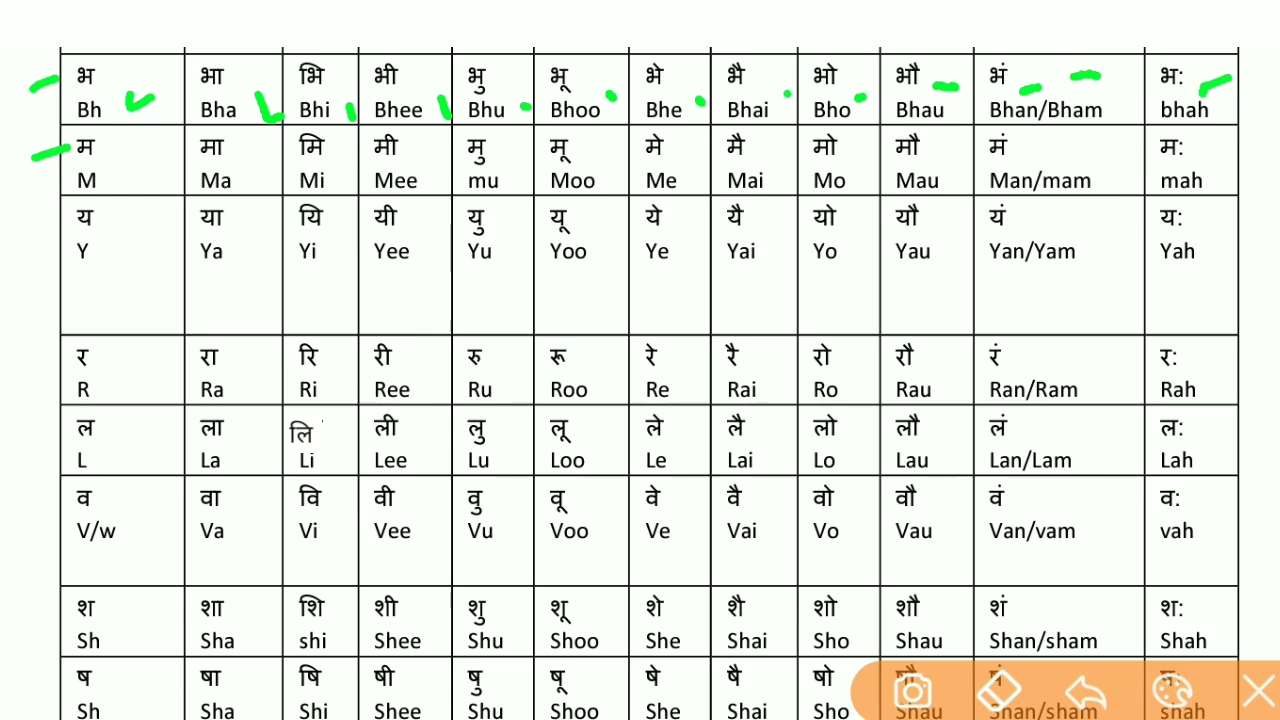 भ भा भि भी भु भू भे भै भो भौ भं भ:
Bh Bha Bhi Bhee Bhu Bhoo Bhe Bhai Bho Bhau Bhan/Bham bhah
म मा मि मी मु मू मे मै मो मौ मं म:
M Ma Mi Mee mu Moo Me Mai Mo Mau Man/mam mah
य या यि यी यु यू ये यै यो यौ यं य:
Y Ya Yi Yee Yu Yoo Ye Yai Yo Yau Yan/Yam Yah
र रा रि री रु रू रे रै रो रौ रं र:
R Ra Ri Ree Ru Roo Re Rai Ro Rau Ran/Ram Rah
ल ला लि ली लु लू ले लै लो लौ लं ल:
L La Li Lee Lu Loo Le Lai Lo Lau Lan/Lam Lah
व वा वि वी वु वू वे वै वो वौ वं व:
V/w Va Vi Vee Vu Voo Ve Vai Vo Vau Van/vam vah
श शा शि शी शु शू शे शै शो शौ शं श:
Sh Sha shi Shee Shu Shoo She Shai Sho Shau Shan/sham Shah
ष षा षि षी षु षू षे षै षो षौ षं ष:
Sh Sha Shi Shee Shu Shoo She Shai Sho Shau Shan/sham Shah